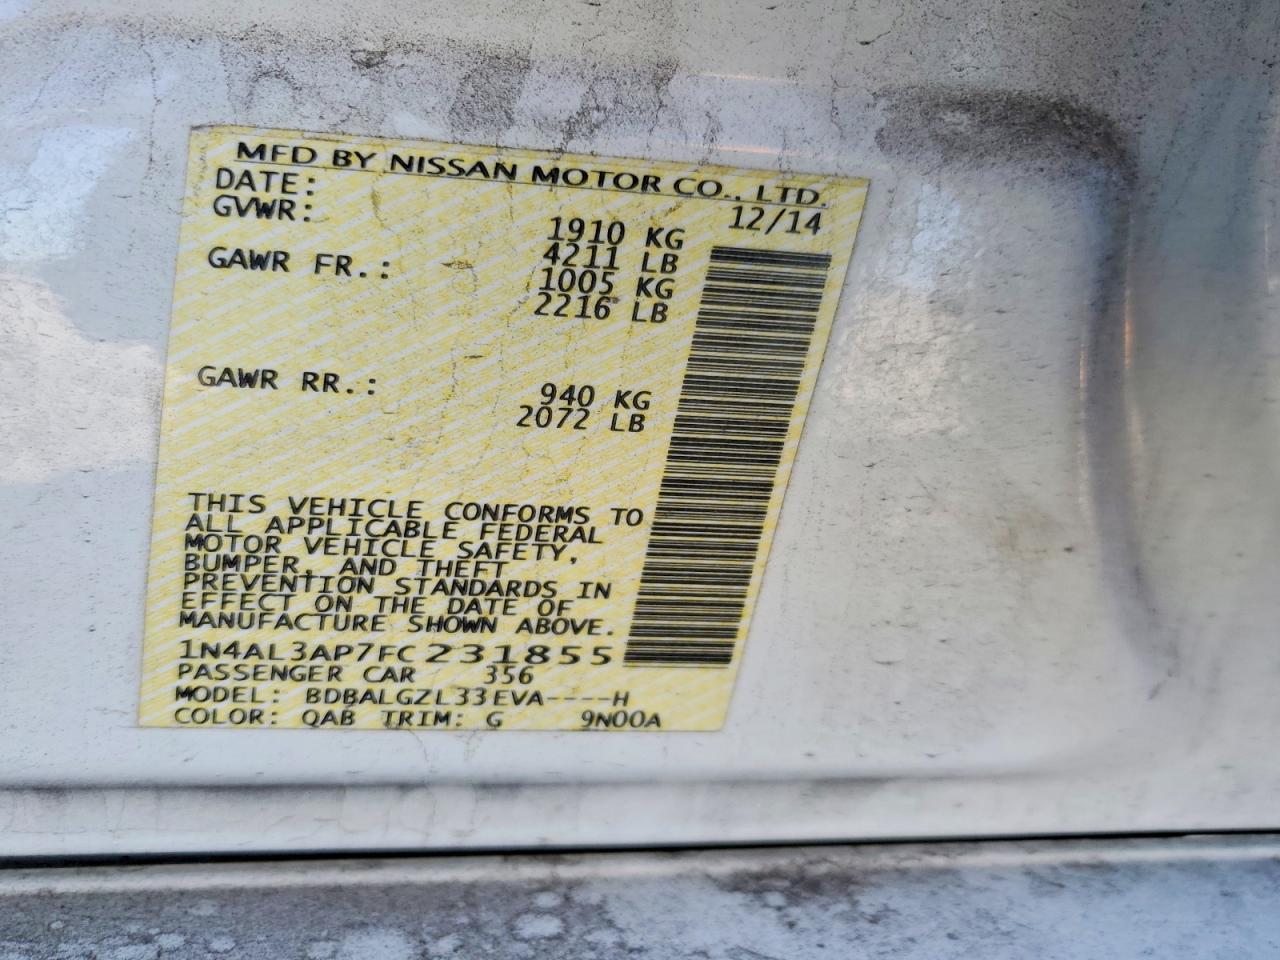 MFD BY NISSAN MOTOR CO., LTD.
DATE: 12/14
GVWR: 1910 KG
4211 LB
GAWR FR.: 1005 KG
2216 LB
GAWR RR.: 940 KG
2072 LB
THIS VEHICLE CONFORMS TO
ALL APPLICABLE FEDERAL
MOTOR VEHICLE SAFETY,
BUMPER, AND THEFT
PREVENTION STANDARDS IN
EFFECT ON THE DATE OF
MANUFACTURE SHOWN ABOVE.
1N4AL3AP7FC231855
PASSENGER CAR 356
MODEL: BDBALGZL33EVA----H
COLOR: QAB TRIM: G 9N00A